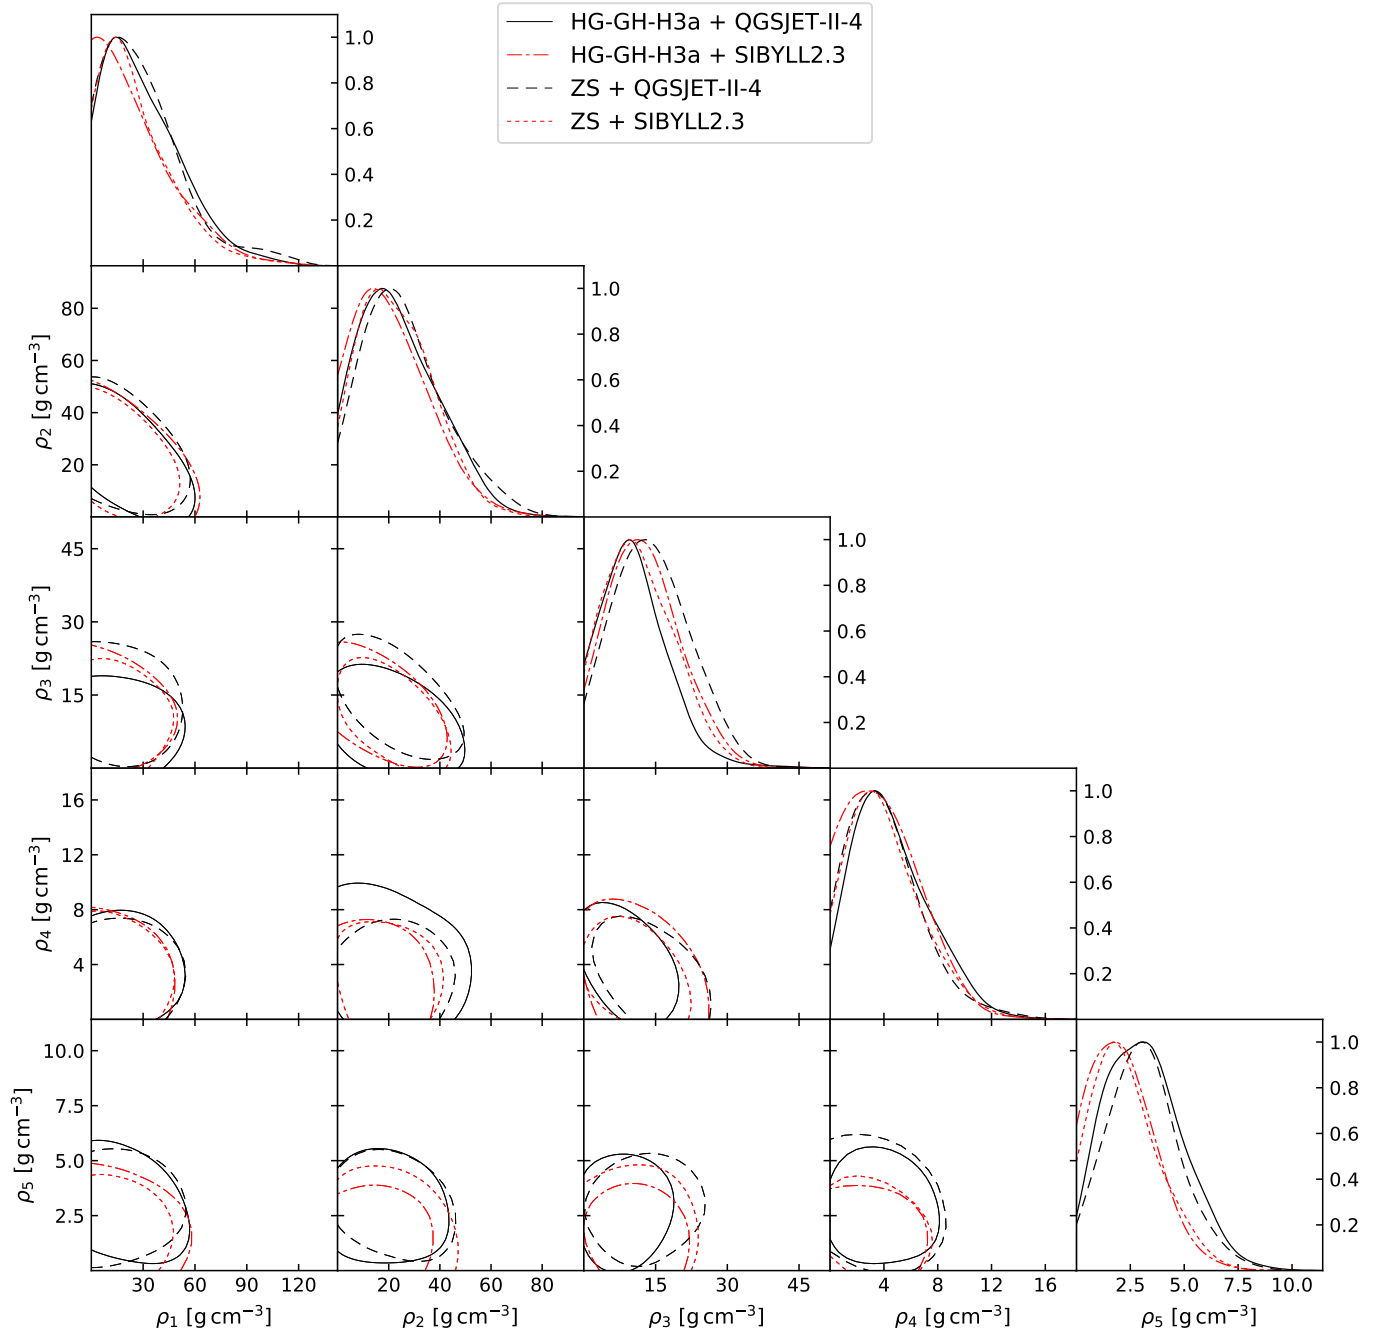 HG-GH-H3a + QGSJET-II-4
HG-GH-H3a + SIBYLL2.3
ZS + QGSJET-II-4
ZS + SIBYLL2.3
1.0
0.8
0.6
0.4
0.2
ρ₂ [g cm⁻³]
80
60
40
20
1.0
0.8
0.6
0.4
0.2
ρ₃ [g cm⁻³]
45
30
15
1.0
0.8
0.6
0.4
0.2
ρ₄ [g cm⁻³]
16
12
8
4
1.0
0.8
0.6
0.4
0.2
ρ₅ [g cm⁻³]
10.0
7.5
5.0
2.5
1.0
0.8
0.6
0.4
0.2
30 60 90 120
20 40 60 80
15 30 45
4 8 12 16
2.5 5.0 7.5 10.0
ρ₁ [g cm⁻³]
ρ₂ [g cm⁻³]
ρ₃ [g cm⁻³]
ρ₄ [g cm⁻³]
ρ₅ [g cm⁻³]